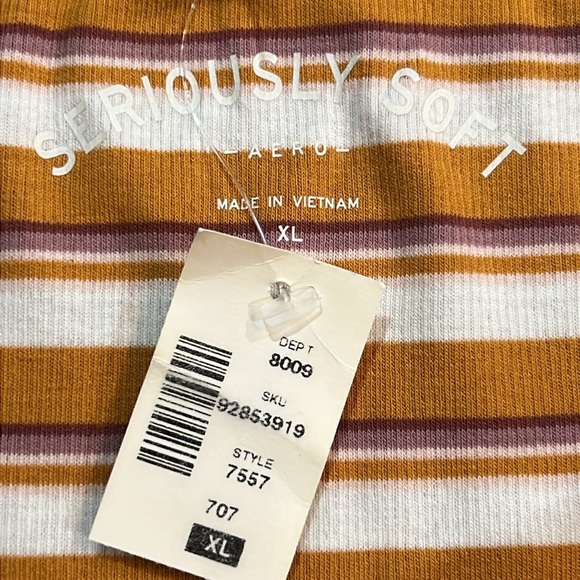 SERIOUSLY SOFT
– AERO –
MADE IN VIETNAM
XL
DEPT
8009
SKU
92853919
STYLE
7557
707
XL